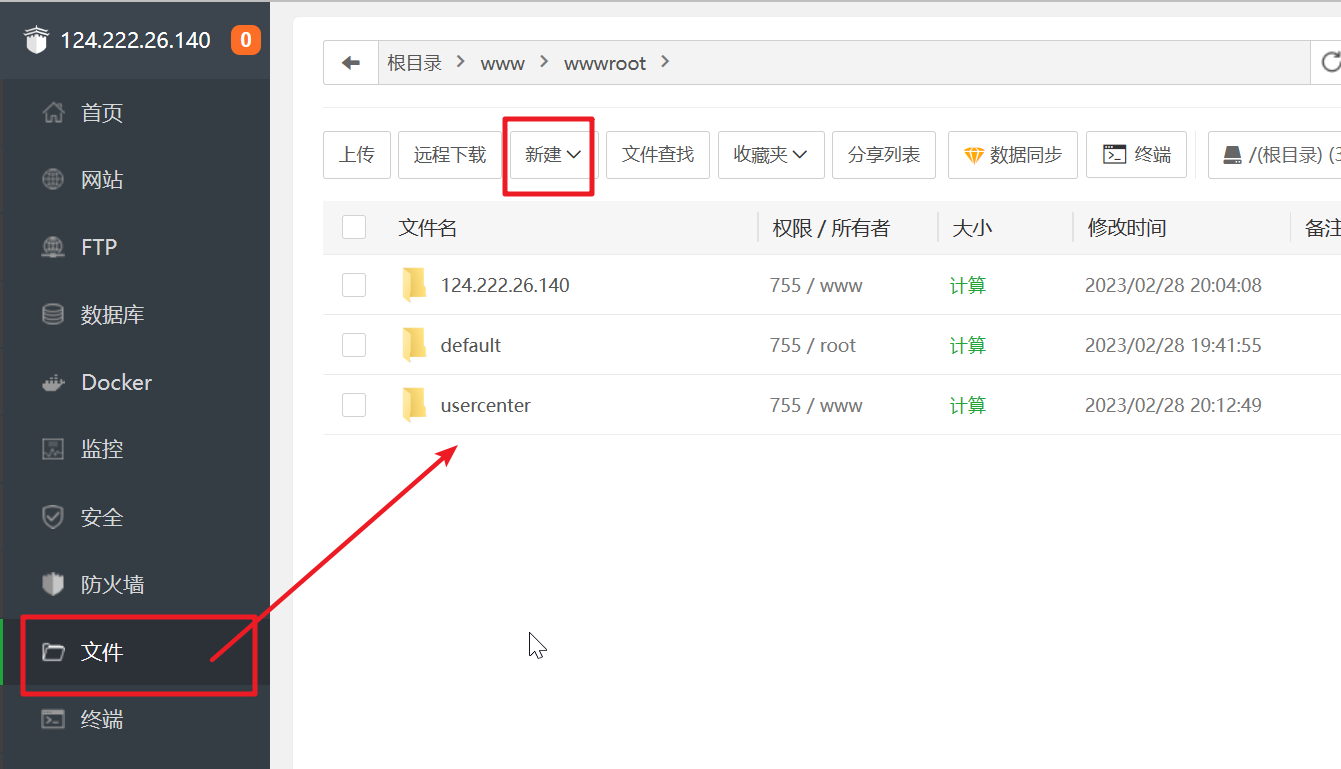 124.222.26.140 0
首页
网站
FTP
数据库
Docker
监控
安全
防火墙
文件
终端
根目录 > www > wwwroot >
上传 远程下载 新建 文件查找 收藏夹 分享列表 数据同步 终端 /(根目录)
文件名 权限 / 所有者 大小 修改时间 备注
124.222.26.140 755 / www 计算 2023/02/28 20:04:08
default 755 / root 计算 2023/02/28 19:41:55
usercenter 755 / www 计算 2023/02/28 20:12:49